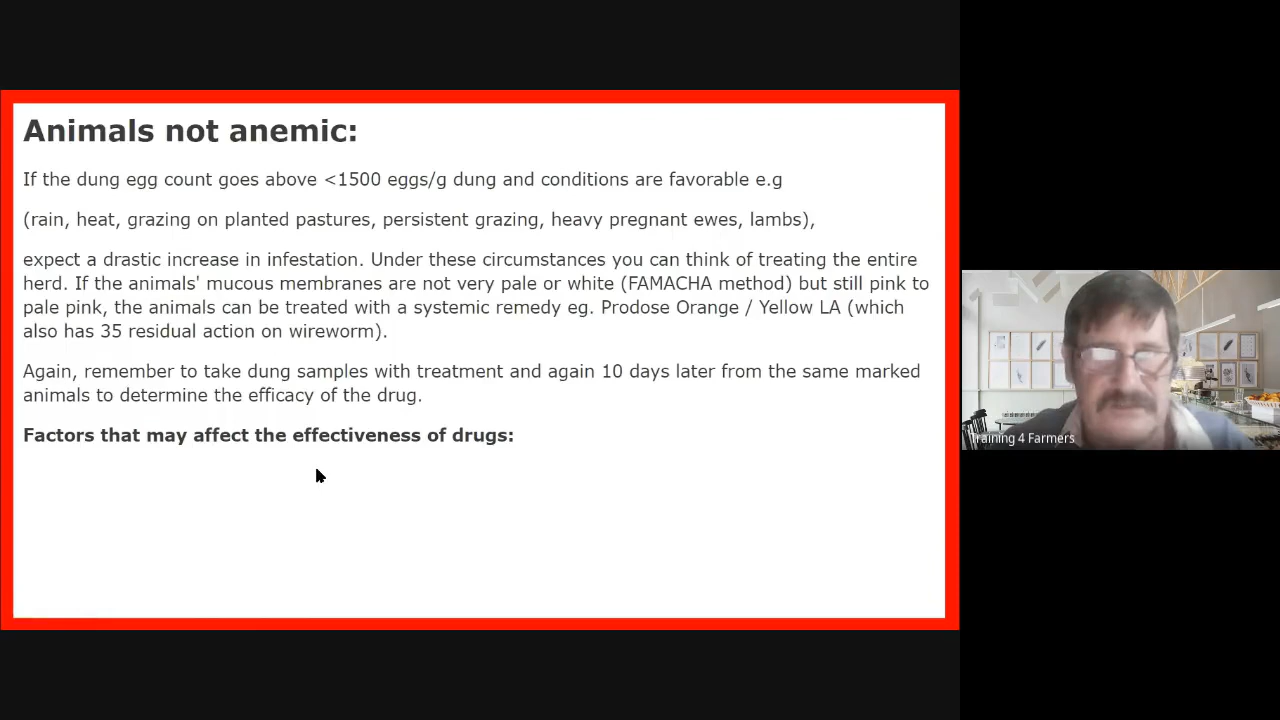 Animals not anemic:
If the dung egg count goes above <1500 eggs/g dung and conditions are favorable e.g
(rain, heat, grazing on planted pastures, persistent grazing, heavy pregnant ewes, lambs),
expect a drastic increase in infestation. Under these circumstances you can think of treating the entire
herd. If the animals' mucous membranes are not very pale or white (FAMACHA method) but still pink to
pale pink, the animals can be treated with a systemic remedy eg. Prodose Orange / Yellow LA (which
also has 35 residual action on wireworm).
Again, remember to take dung samples with treatment and again 10 days later from the same marked
animals to determine the efficacy of the drug.
Factors that may affect the effectiveness of drugs:
Training 4 Farmers